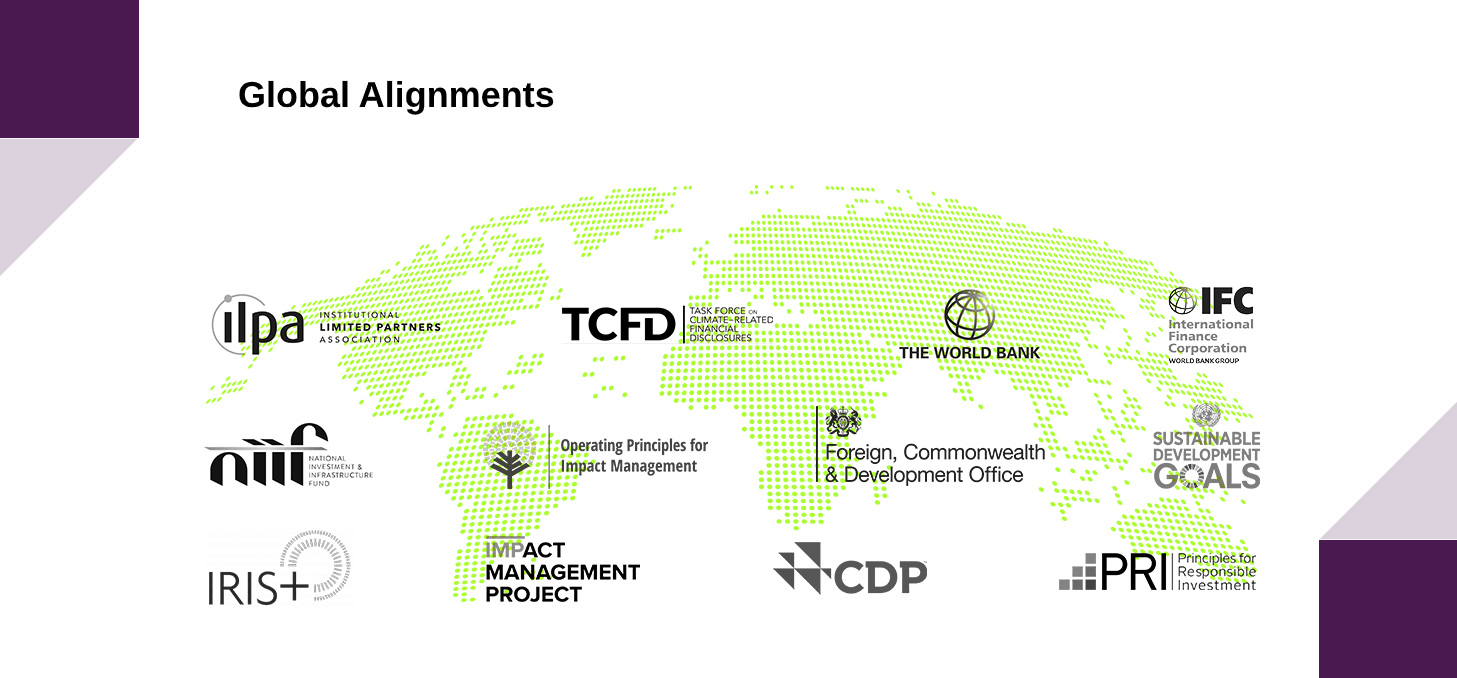 Global Alignments
ilpa
INSTITUTIONAL
LIMITED PARTNERS
ASSOCIATION
TCFD
TASK FORCE ON
CLIMATE-RELATED
FINANCIAL
DISCLOSURES
THE WORLD BANK
IFC
International
Finance
Corporation
WORLD BANK GROUP
niif
NATIONAL
INVESTMENT &
INFRASTRUCTURE
FUND
Operating Principles for
Impact Management
Foreign, Commonwealth
& Development Office
SUSTAINABLE
DEVELOPMENT
GOALS
IRIS+
IMPACT
MANAGEMENT
PROJECT
CDP
PRI
Principles for
Responsible
Investment